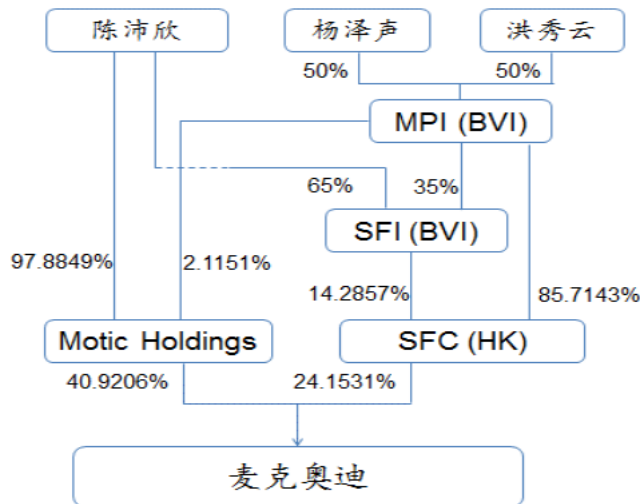 陈沛欣
杨泽声
洪秀云
50%
50%
MPI (BVI)
65%
35%
SFI (BVI)
97.8849%
2.1151%
14.2857%
85.7143%
Motic Holdings
SFC (HK)
40.9206%
24.1531%
麦克奥迪